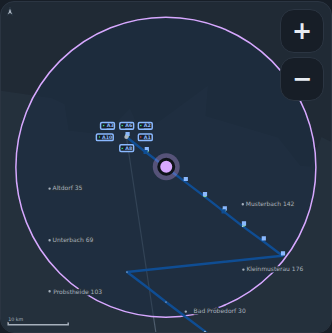 +
−
A3 A6 A2
A10 A1
A8
Alldorf 35
Musterbach 142
Unterbach 69
Kleinmusterau 176
Probstheide 103
Bad Probedorf 30
10 km